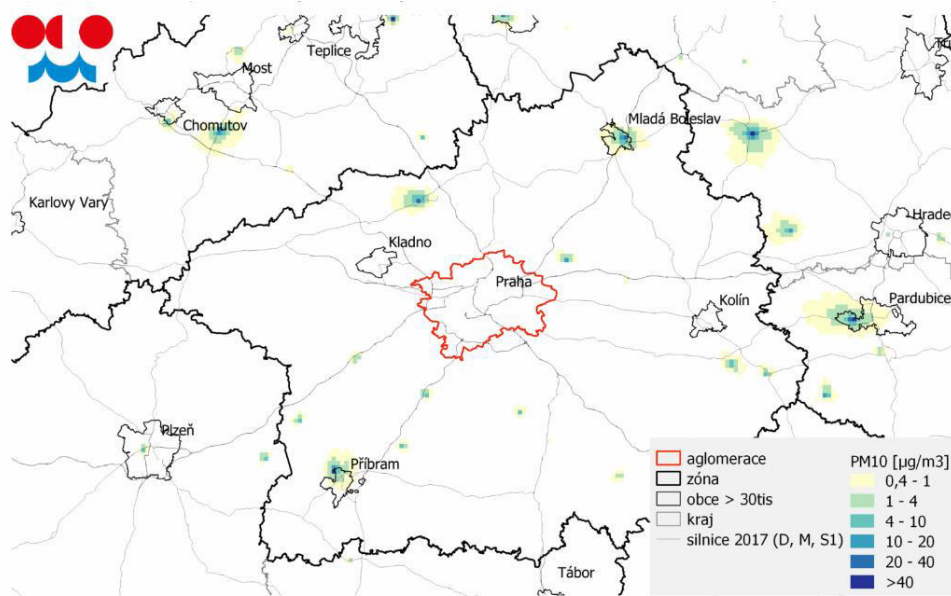 Teplice
Most
Chomutov
Mladá Boleslav
Karlovy Vary
Hradec
Kladno
Praha
Kolín
Pardubice
Plzeň
Příbram
Tábor
aglomerace
zóna
obce > 30tis
kraj
silnice 2017 (D, M, S1)
PM10 [µg/m3]
0,4 - 1
1 - 4
4 - 10
10 - 20
20 - 40
>40